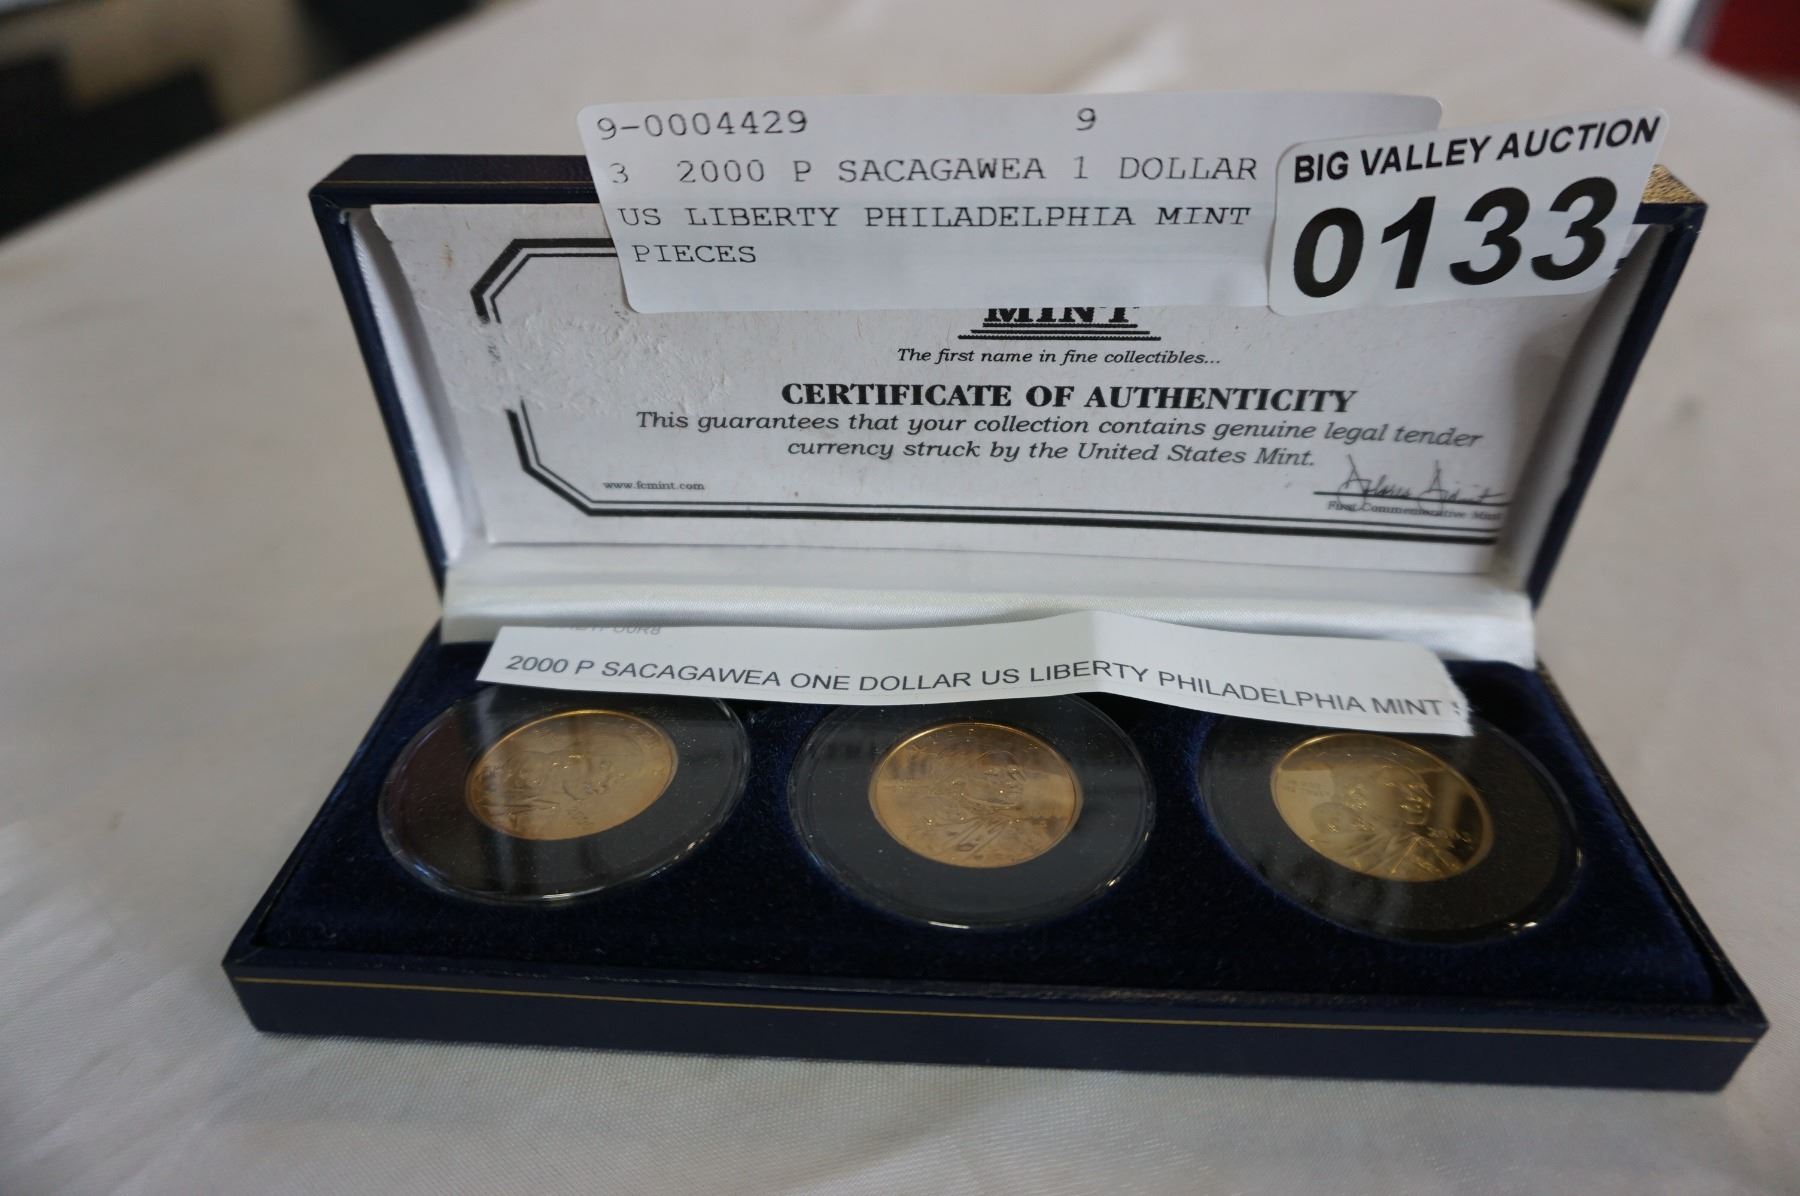 9-0004429 9
3 2000 P SACAGAWEA 1 DOLLAR
US LIBERTY PHILADELPHIA MINT
PIECES
BIG VALLEY AUCTION
0133
MINT
The first name in fine collectibles...
CERTIFICATE OF AUTHENTICITY
This guarantees that your collection contains genuine legal tender
currency struck by the United States Mint.
www.fcmint.com
First Commemorative Mint
2000 P SACAGAWEA ONE DOLLAR US LIBERTY PHILADELPHIA MINT
2000